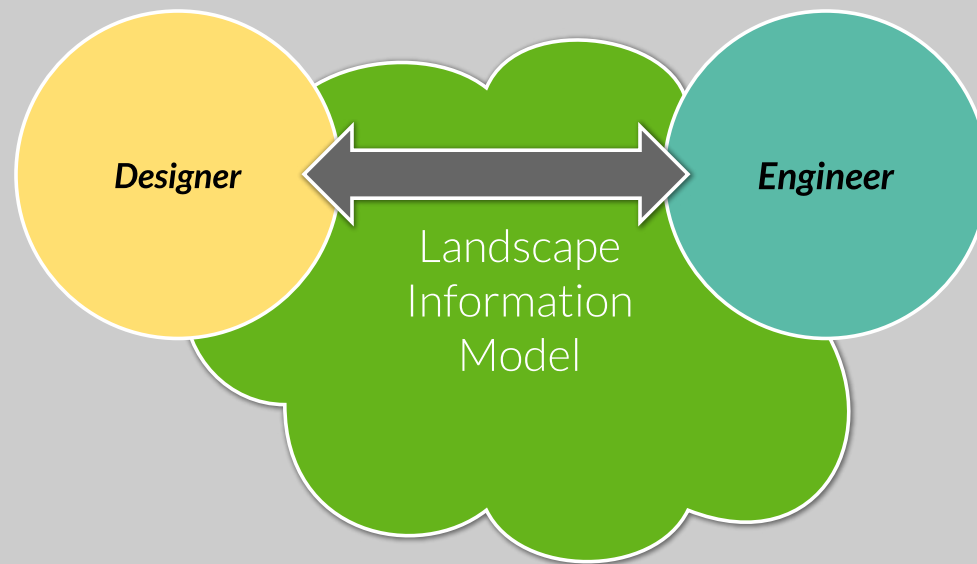 Designer
Engineer
Landscape
Information
Model